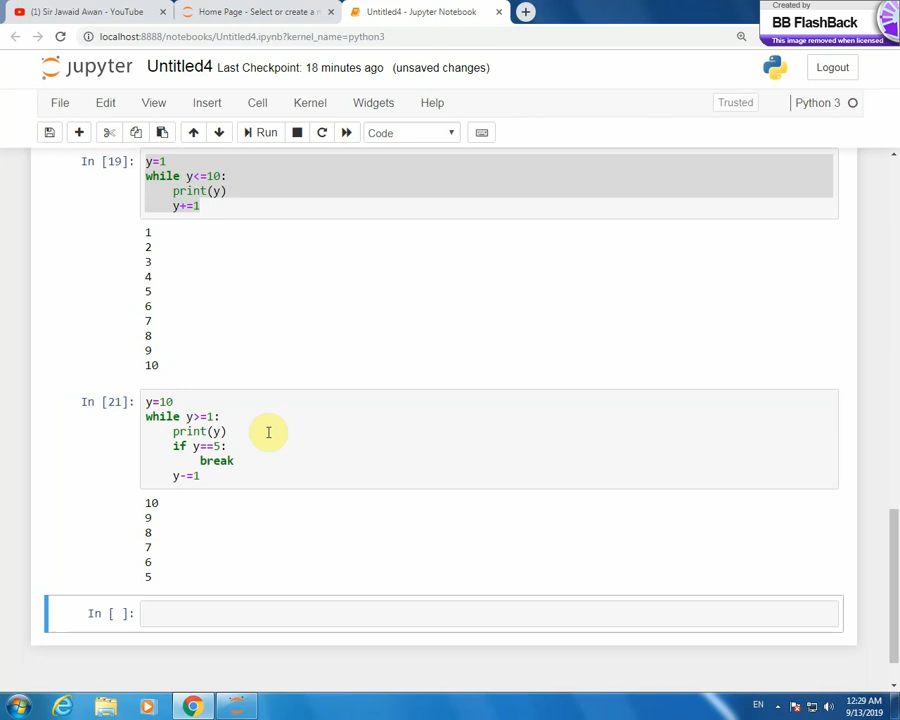 (1) Sir Jawaid Awan - YouTube
Home Page - Select or create a n
Untitled4 - Jupyter Notebook
Created by
BB FlashBack
This image removed when licensed
localhost:8888/notebooks/Untitled4.ipynb?kernel_name=python3
jupyter Untitled4 Last Checkpoint: 18 minutes ago (unsaved changes)
Logout
File Edit View Insert Cell Kernel Widgets Help
Trusted
Python 3
Run
Code
In [19]:
y=1
while y<=10:
    print(y)
    y+=1
1
2
3
4
5
6
7
8
9
10
In [21]:
y=10
while y>=1:
    print(y)
    if y==5:
        break
    y-=1
10
9
8
7
6
5
In [ ]:
EN
12:29 AM
9/13/2019